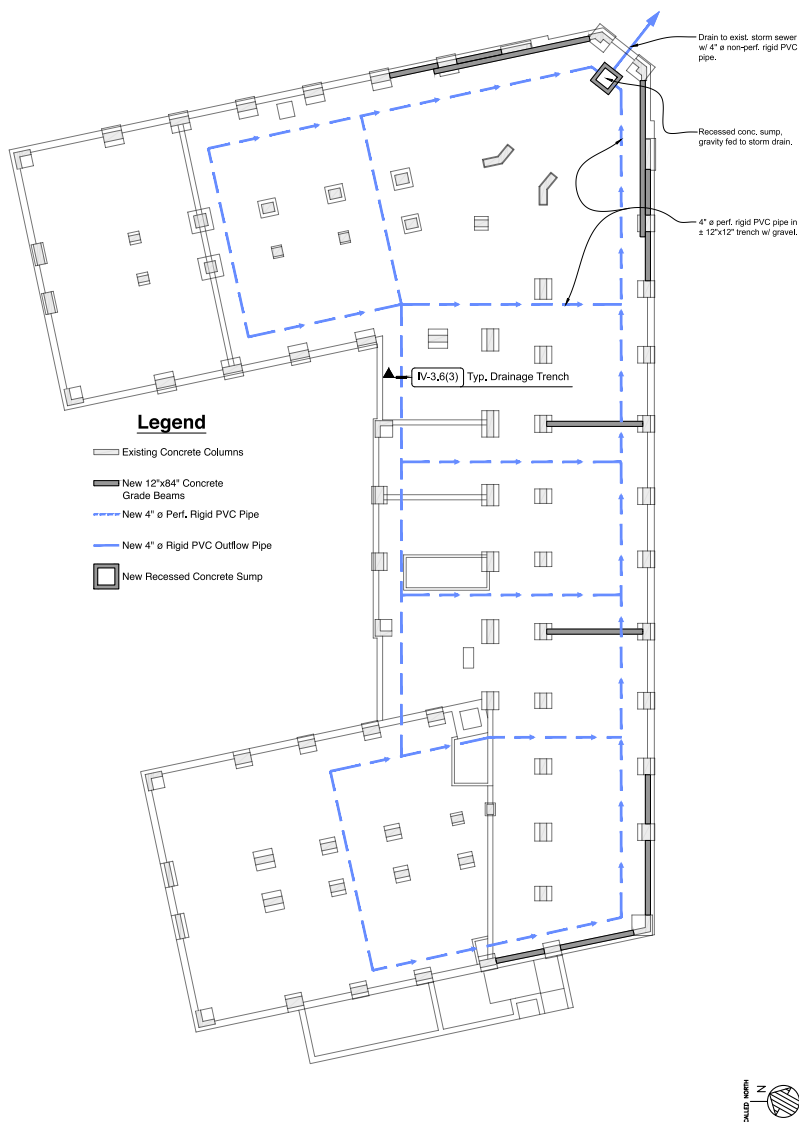 Drain to exist. storm sewer
w/ 4" ø non-perf. rigid PVC
pipe.
Recessed conc. sump,
gravity fed to storm drain.
4" ø perf. rigid PVC pipe in
± 12"x12" trench w/ gravel.
IV-3.6(3) Typ. Drainage Trench
Legend
Existing Concrete Columns
New 12"x84" Concrete
Grade Beams
New 4" ø Perf. Rigid PVC Pipe
New 4" ø Rigid PVC Outflow Pipe
New Recessed Concrete Sump
CALLED NORTH
N